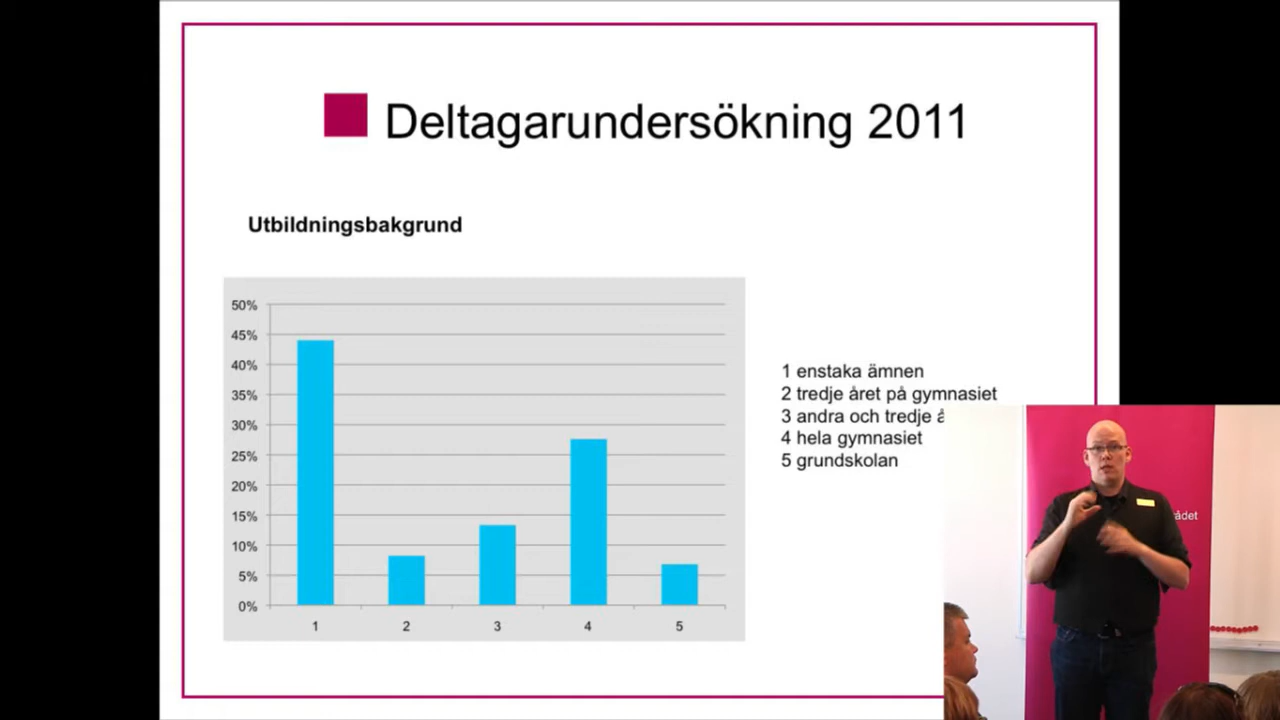 Deltagarundersökning 2011
Utbildningsbakgrund
50%
45%
40%
35%
30%
25%
20%
15%
10%
5%
0%
1 2 3 4 5
1 enstaka ämnen
2 tredje året på gymnasiet
3 andra och tredje
4 hela gymnasiet
5 grundskolan